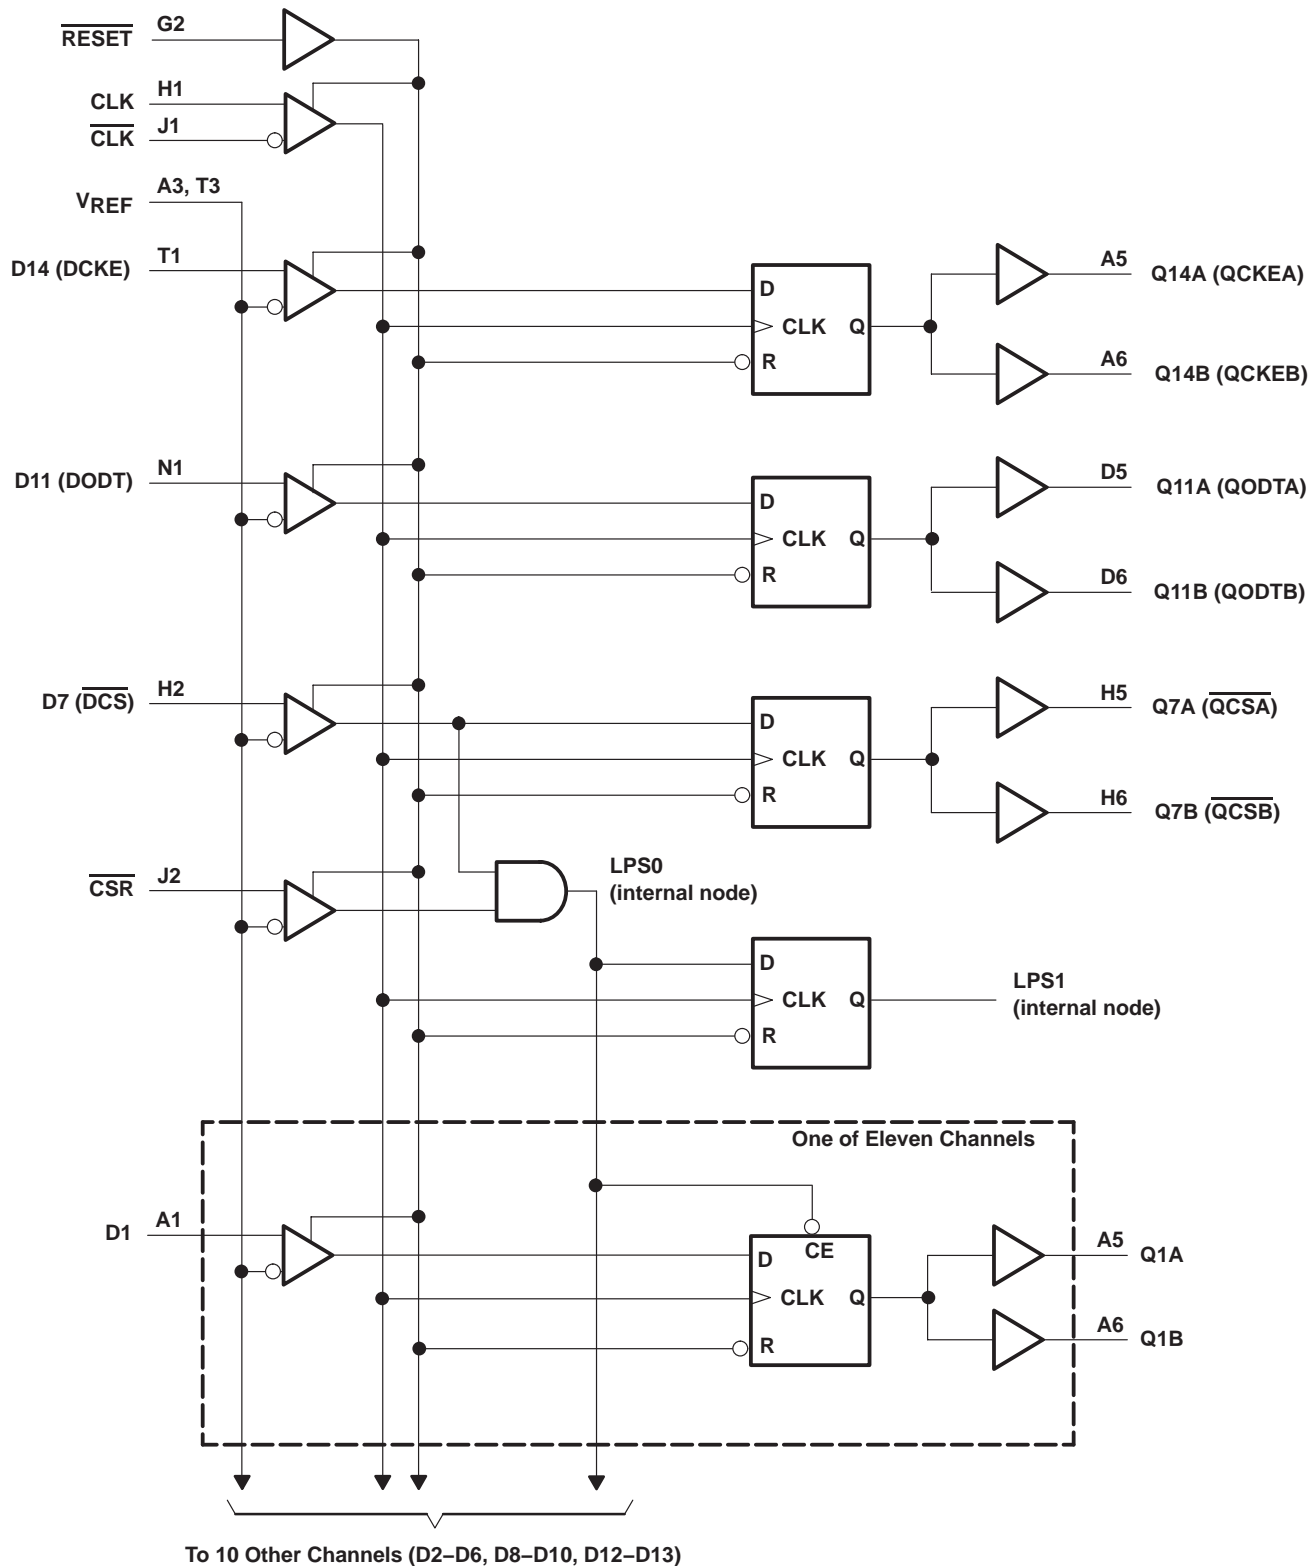 RESET G2
CLK H1
CLK J1
VREF A3, T3
D14 (DCKE) T1
D CLK Q R
A5 Q14A (QCKEA)
A6 Q14B (QCKEB)
D11 (DODT) N1
D CLK Q R
D5 Q11A (QODTA)
D6 Q11B (QODTB)
D7 (DCS) H2
D CLK Q R
H5 Q7A (QCSA)
H6 Q7B (QCSB)
CSR J2
LPS0
(internal node)
D CLK Q R
LPS1
(internal node)
One of Eleven Channels
D1 A1
CE
D CLK Q R
A5 Q1A
A6 Q1B
To 10 Other Channels (D2–D6, D8–D10, D12–D13)